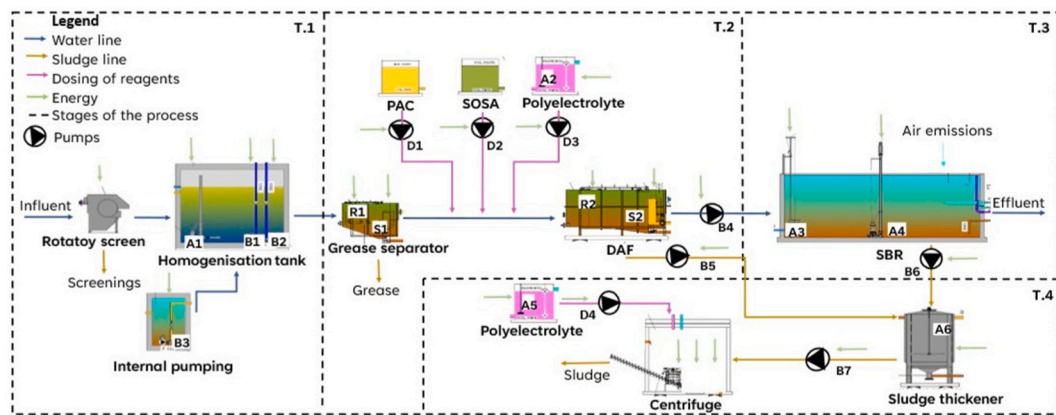 Legend
Water line
Sludge line
Dosing of reagents
Energy
Stages of the process
Pumps
T.1
T.2
T.3
PAC
SOSA
A2
Polyelectrolyte
D1
D2
D3
Air emissions
Influent
Rotatoy screen
A1
B1
B2
Homogenisation tank
Screenings
B3
Internal pumping
R1
S1
Grease separator
Grease
R2
S2
DAF
B4
B5
A3
A4
SBR
Effluent
B6
T.4
A5
Polyelectrolyte
D4
Sludge
Centrifuge
B7
A6
Sludge thickener